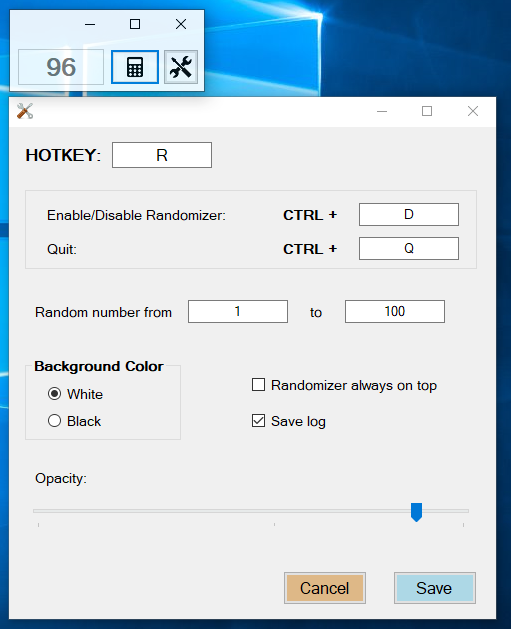 96
HOTKEY: R
Enable/Disable Randomizer: CTRL + D
Quit: CTRL + Q
Random number from 1 to 100
Background Color
White
Black
Randomizer always on top
Save log
Opacity:
Cancel Save